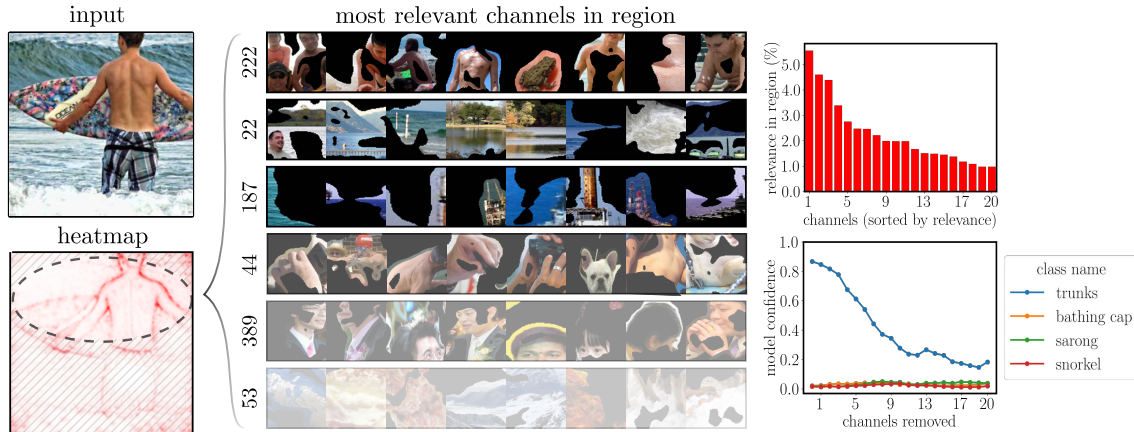 input
most relevant channels in region
222
22
187
44
389
53
heatmap
OCEAN
relevance in region (%)
5.0
4.0
3.0
2.0
1.0
0.0
1 5 9 13 17 20
channels (sorted by relevance)
model confidence
1.0
0.8
0.6
0.4
0.2
0.0
1 5 9 13 17 20
channels removed
class name
trunks
bathing cap
sarong
snorkel